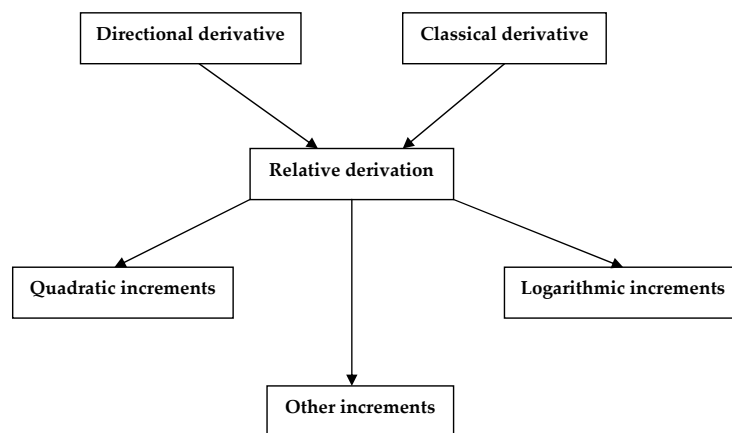 Directional derivative
Classical derivative
Relative derivation
Quadratic increments
Logarithmic increments
Other increments